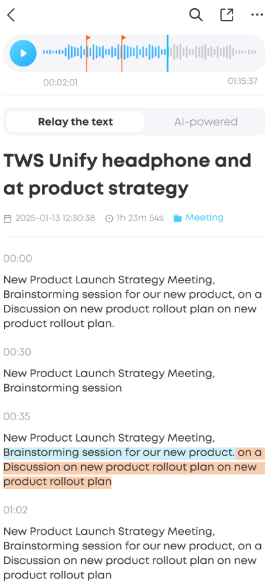 00:02:01
01:15:37
Relay the text
AI-powered
TWS Unify headphone and
at product strategy
2025-01-13 12:30:38
1h 23m 54s
Meeting
00:00
New Product Launch Strategy Meeting,
Brainstorming session for our new product, on a
Discussion on new product rollout plan on new
product rollout plan.
00:30
New Product Launch Strategy Meeting,
Brainstorming session
00:35
New Product Launch Strategy Meeting,
Brainstorming session for our new product. on a
Discussion on new product rollout plan on new
product rollout plan
01:02
New Product Launch Strategy Meeting,
Brainstorming session for our new product, on a
Discussion on new product rollout plan on new
product rollout plan